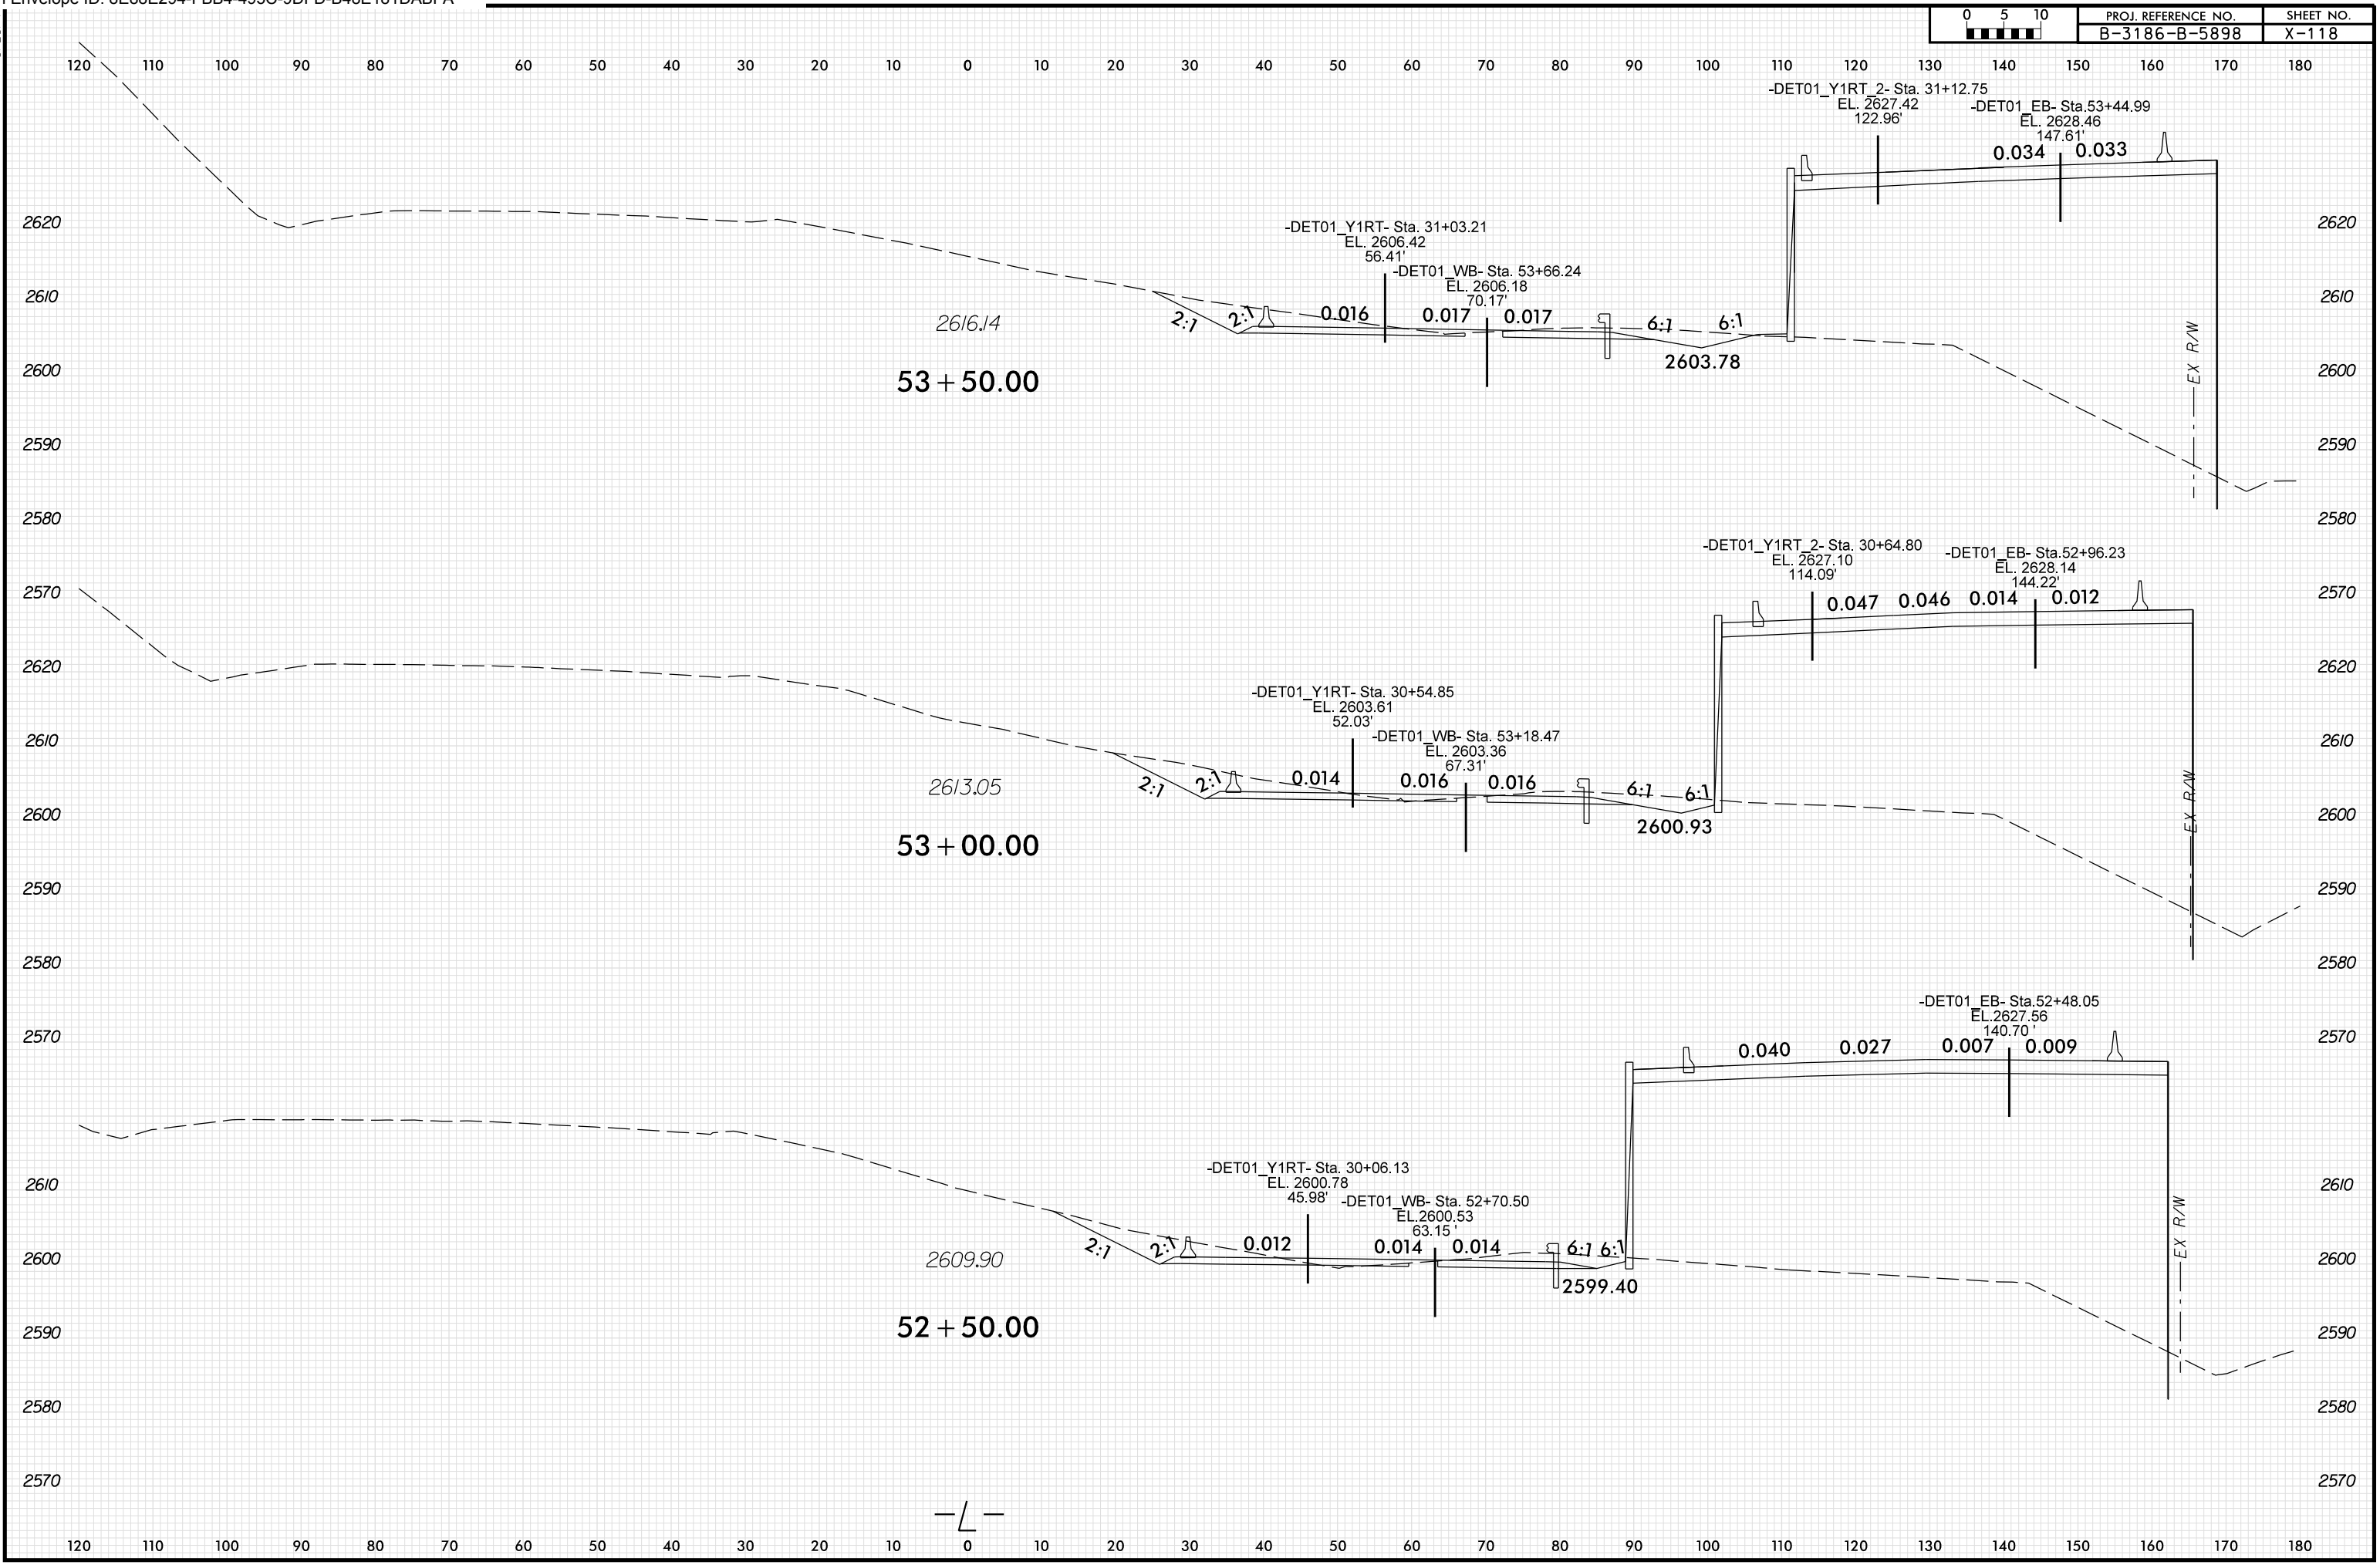 0 5 10
PROJ. REFERENCE NO. SHEET NO.
B-3186-B-5898 X-118
120 110 100 90 80 70 60 50 40 30 20 10 0 10 20 30 40 50 60 70 80 90 100 110 120 130 140 150 160 170 180
-DET01_Y1RT_2- Sta. 31+12.75
EL. 2627.42
122.96'
-DET01_EB- Sta.53+44.99
EL. 2628.46
147.61'
0.034 0.033
2620 2620
-DET01_Y1RT- Sta. 31+03.21
EL. 2606.42
56.41'
-DET01_WB- Sta. 53+66.24
EL. 2606.18
70.17'
2610 2610
2616.14
2:1 2:1 0.016 0.017 0.017 6:1 6:1
2603.78
EX R/W
2600 2600
53+50.00
2590 2590
2580 2580
-DET01_Y1RT_2- Sta. 30+64.80
EL. 2627.10
114.09'
-DET01_EB- Sta.52+96.23
EL. 2628.14
144.22'
2570 2570
0.047 0.046 0.014 0.012
2620 2620
-DET01_Y1RT- Sta. 30+54.85
EL. 2603.61
52.03'
-DET01_WB- Sta. 53+18.47
EL. 2603.36
67.31'
2610 2610
2613.05
2:1 2:1 0.014 0.016 0.016 6:1 6:1
EX R/W
2600 2600
2600.93
53+00.00
2590 2590
2580 2580
-DET01_EB- Sta.52+48.05
EL.2627.56
140.70 '
2570 2570
0.040 0.027 0.007 0.009
-DET01_Y1RT- Sta. 30+06.13
EL. 2600.78
45.98'
-DET01_WB- Sta. 52+70.50
EL.2600.53
63.15 '
2610 2610
EX R/W
2:1 2:1 0.012 0.014 0.014 6:1 6:1
2600 2609.90 2600
2599.40
52+50.00
2590 2590
2580 2580
2570 2570
-L-
120 110 100 90 80 70 60 50 40 30 20 10 0 10 20 30 40 50 60 70 80 90 100 110 120 130 140 150 160 170 180